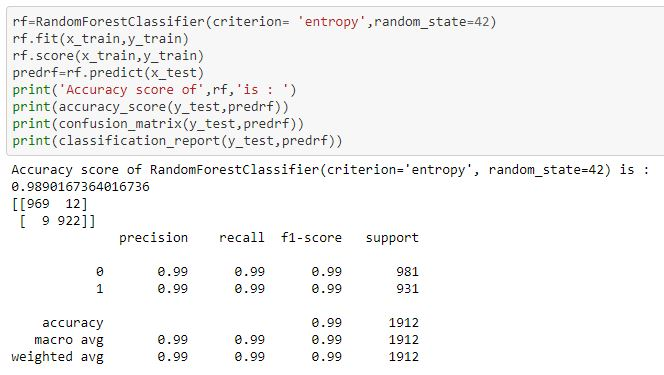 rf=RandomForestClassifier(criterion= 'entropy',random_state=42)
rf.fit(x_train,y_train)
rf.score(x_train,y_train)
predrf=rf.predict(x_test)
print('Accuracy score of',rf,'is : ')
print(accuracy_score(y_test,predrf))
print(confusion_matrix(y_test,predrf))
print(classification_report(y_test,predrf))
Accuracy score of RandomForestClassifier(criterion='entropy', random_state=42) is :
0.9890167364016736
[[969  12]
 [  9 922]]
              precision    recall  f1-score   support

           0       0.99      0.99      0.99       981
           1       0.99      0.99      0.99       931

    accuracy                           0.99      1912
   macro avg       0.99      0.99      0.99      1912
weighted avg       0.99      0.99      0.99      1912